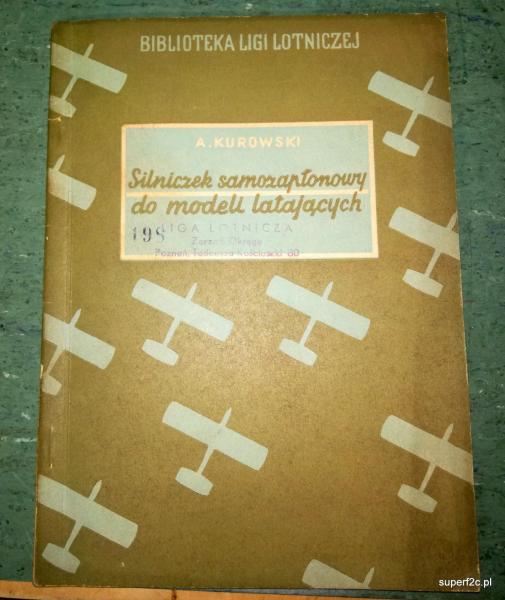 BIBLIOTEKA LIGI LOTNICZEJ
A. KUROWSKI
Silniczek samozapłonowy
do modeli latających
LIGA LOTNICZA
198
Zarząd Okręgu
Poznań, Tadeusza Kościuszki 80
superf2c.pl